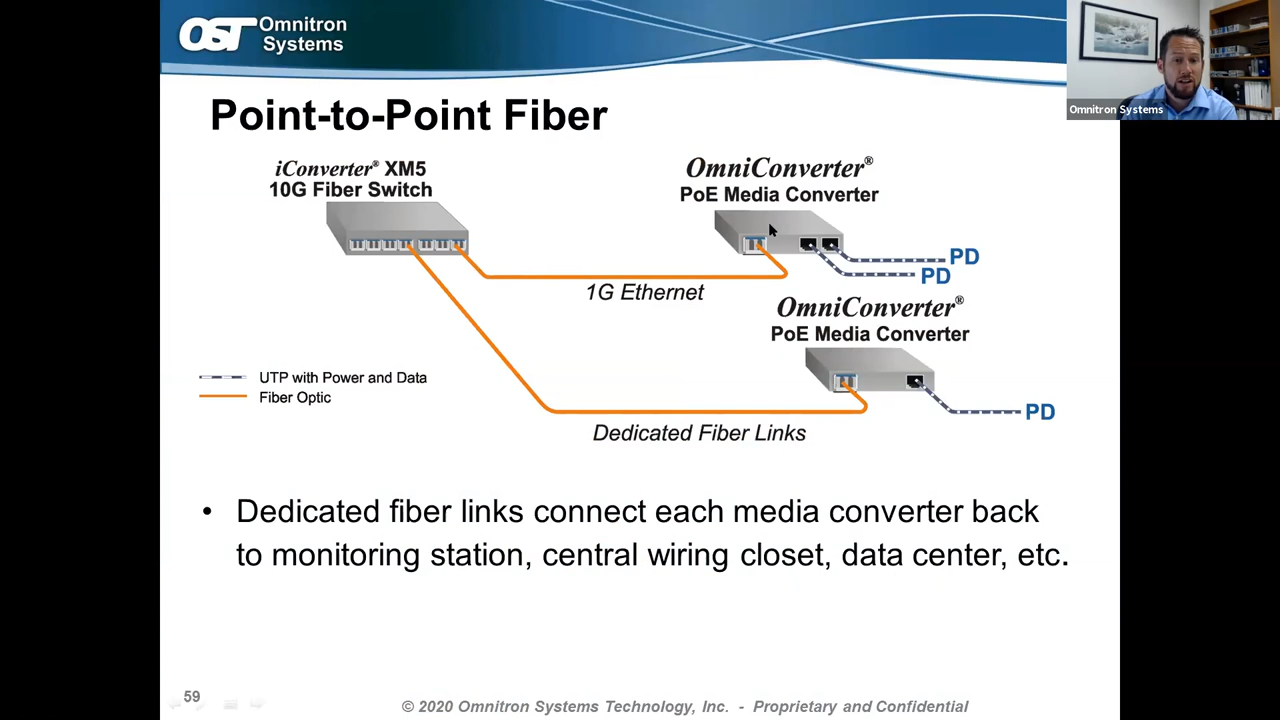 OST Omnitron
Systems
Omnitron Systems
Point-to-Point Fiber
iConverter® XM5
10G Fiber Switch
OmniConverter®
PoE Media Converter
PD
PD
1G Ethernet
OmniConverter®
PoE Media Converter
UTP with Power and Data
Fiber Optic
PD
Dedicated Fiber Links
• Dedicated fiber links connect each media converter back
to monitoring station, central wiring closet, data center, etc.
59
© 2020 Omnitron Systems Technology, Inc. - Proprietary and Confidential